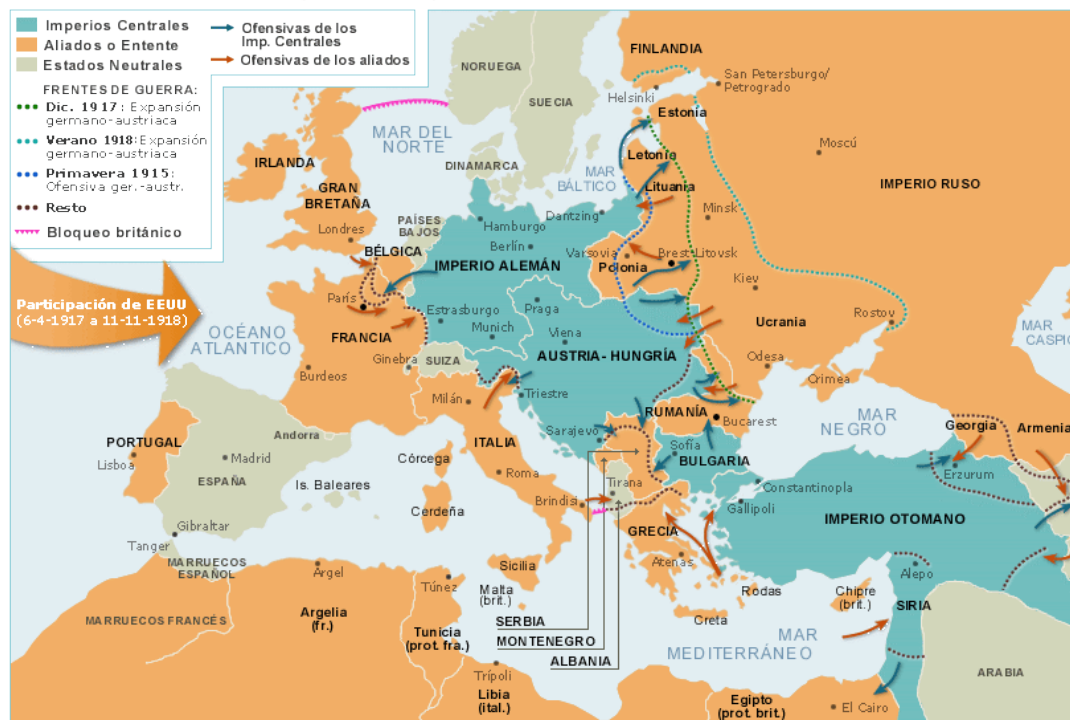 Imperios Centrales
Aliados o Entente
Estados Neutrales
Ofensivas de los
Imp. Centrales
Ofensivas de los aliados
FRENTES DE GUERRA:
Dic. 1917: Expansión
germano-austriaca
Verano 1918: Expansión
germano-austriaca
Primavera 1915:
Ofensiva ger.-austr.
Resto
Bloqueo británico
Participación de EEUU
(6-4-1917 a 11-11-1918)
NORUEGA
SUECIA
FINLANDIA
Helsinki
San Petersburgo/
Petrogrado
Estonía
MAR DEL
NORTE
DINAMARCA
MAR
BÁLTICO
Letonia
Lituania
Moscú
IMPERIO RUSO
IRLANDA
GRAN
BRETAÑA
Londres
PAÍSES
BAJOS
BÉLGICA
Hamburgo
Dantzing
Berlín
IMPERIO ALEMÁN
Minsk
Varsovia
Polonia
Brest-Litovsk
Kiev
Ucrania
Rostov
París
Estrasburgo
Praga
FRANCIA
Munich
Viena
OCÉANO
ATLANTICO
Ginebra
SUIZA
AUSTRIA- HUNGRÍA
Odesa
Crimea
MAR
CASPIO
Burdeos
Milán
Triestre
RUMANÍA
Bucarest
MAR
NEGRO
Georgia
Armenia
PORTUGAL
Lisboa
Andorra
Madrid
ESPAÑA
Is. Baleares
Córcega
Cerdeña
ITALIA
Roma
Sarajevo
Sofía
BULGARIA
Tirana
Brindisi
Constantinopla
Gallipoli
Erzurum
IMPERIO OTOMANO
Gibraltar
Tanger
MARRUECOS
ESPAÑOL
GRECIA
Atenas
Sicilia
Malta
(brit.)
Rodas
Creta
Chipre
(brit.)
Alepo
SIRIA
MARRUECOS FRANCÉS
Árgel
Argelia
(fr.)
Túnez
Tunícia
(prot. fra.)
SERBIA
MONTENEGRO
ALBANIA
MAR
MEDITERRÁNEO
ARABIA
Trípoli
Libia
(ital.)
Egipto
(prot. brit.)
El Cairo